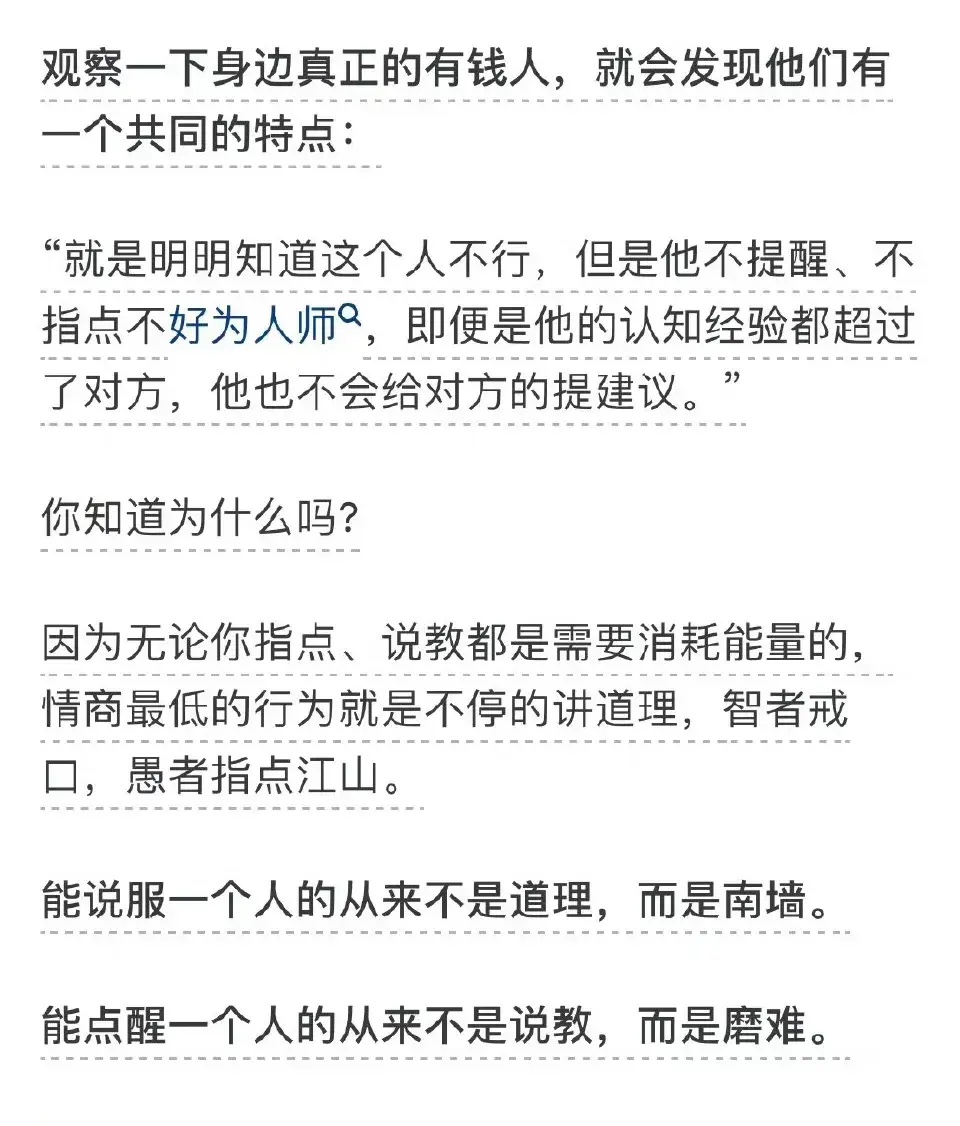 观察一下身边真正的有钱人，就会发现他们有
一个共同的特点：
“就是明明知道这个人不行，但是他不提醒、不
指点不好为人师，即便是他的认知经验都超过
了对方，他也不会给对方的提建议。”
你知道为什么吗？
因为无论你指点、说教都是需要消耗能量的，
情商最低的行为就是不停的讲道理，智者戒
口，愚者指点江山。
能说服一个人的从来不是道理，而是南墙。
能点醒一个人的从来不是说教，而是磨难。